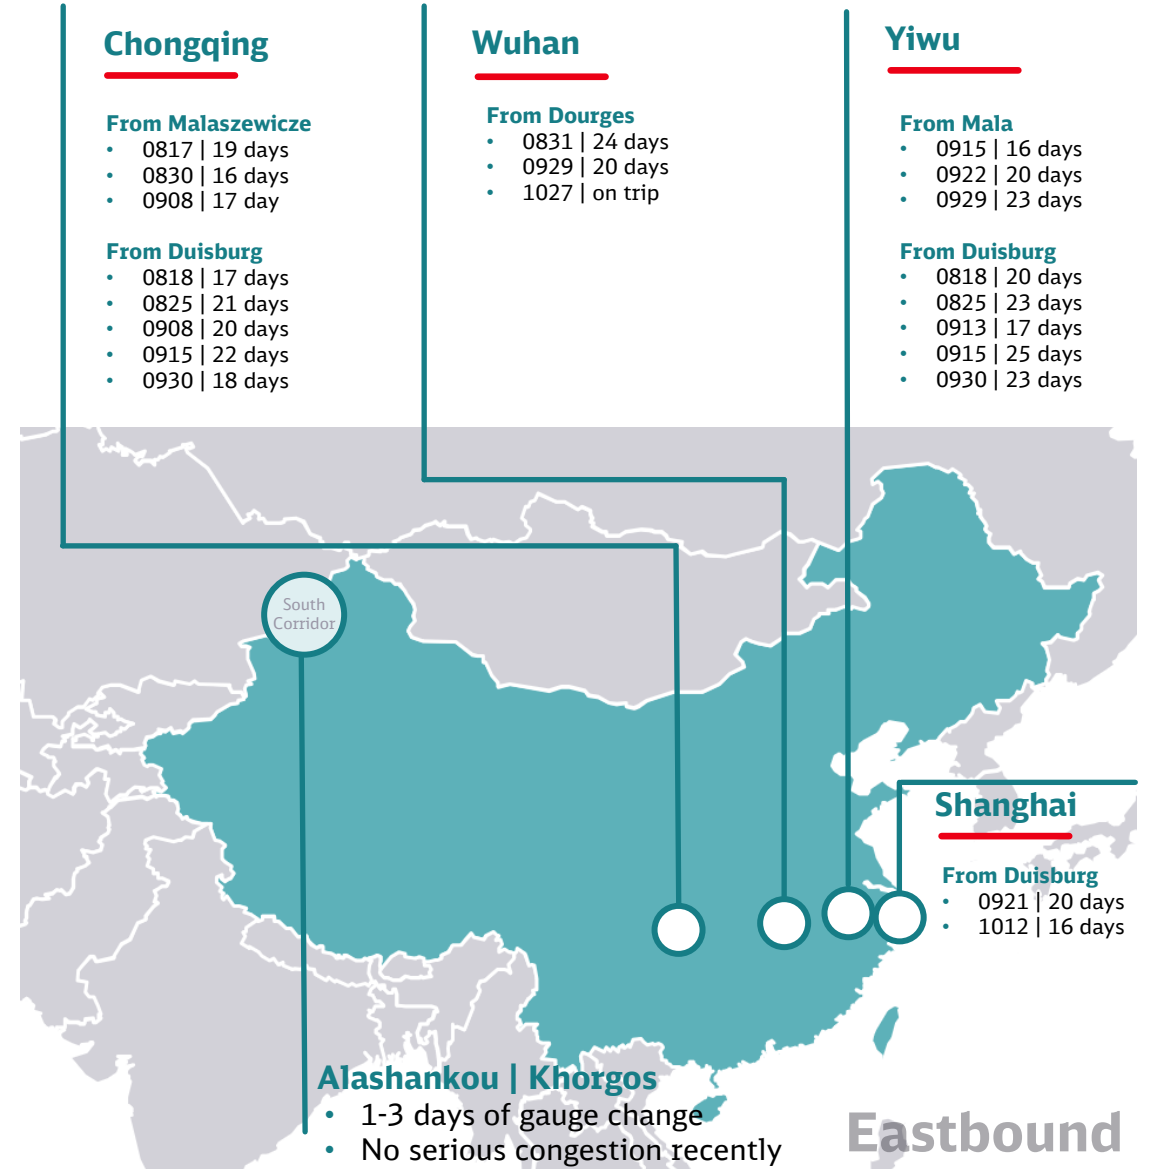 Chongqing
From Malaszewicze
• 0817 | 19 days
• 0830 | 16 days
• 0908 | 17 day
From Duisburg
• 0818 | 17 days
• 0825 | 21 days
• 0908 | 20 days
• 0915 | 22 days
• 0930 | 18 days
Wuhan
From Dourges
• 0831 | 24 days
• 0929 | 20 days
• 1027 | on trip
Yiwu
From Mala
• 0915 | 16 days
• 0922 | 20 days
• 0929 | 23 days
From Duisburg
• 0818 | 20 days
• 0825 | 23 days
• 0913 | 17 days
• 0915 | 25 days
• 0930 | 23 days
South
Corridor
Shanghai
From Duisburg
• 0921 | 20 days
• 1012 | 16 days
Alashankou | Khorgos
• 1-3 days of gauge change
• No serious congestion recently
Eastbound